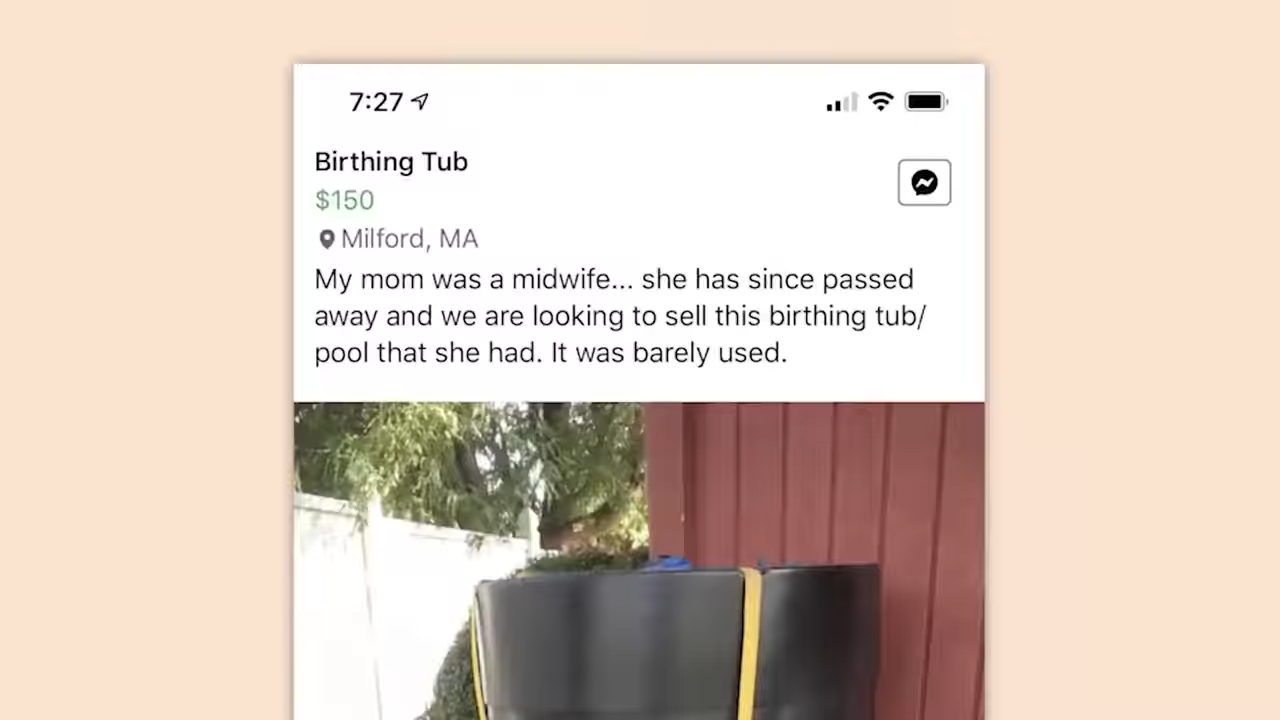 7:27
Birthing Tub
$150
Milford, MA
My mom was a midwife... she has since passed
away and we are looking to sell this birthing tub/
pool that she had. It was barely used.